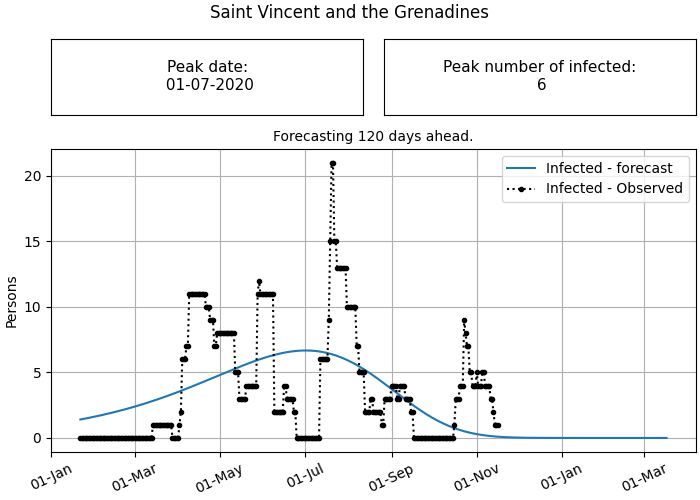 Saint Vincent and the Grenadines
Peak date:
01-07-2020
Peak number of infected:
6
Forecasting 120 days ahead.
Infected - forecast
Infected - Observed
Persons
20
15
10
5
0
01-Jan
01-Mar
01-May
01-Jul
01-Sep
01-Nov
01-Jan
01-Mar